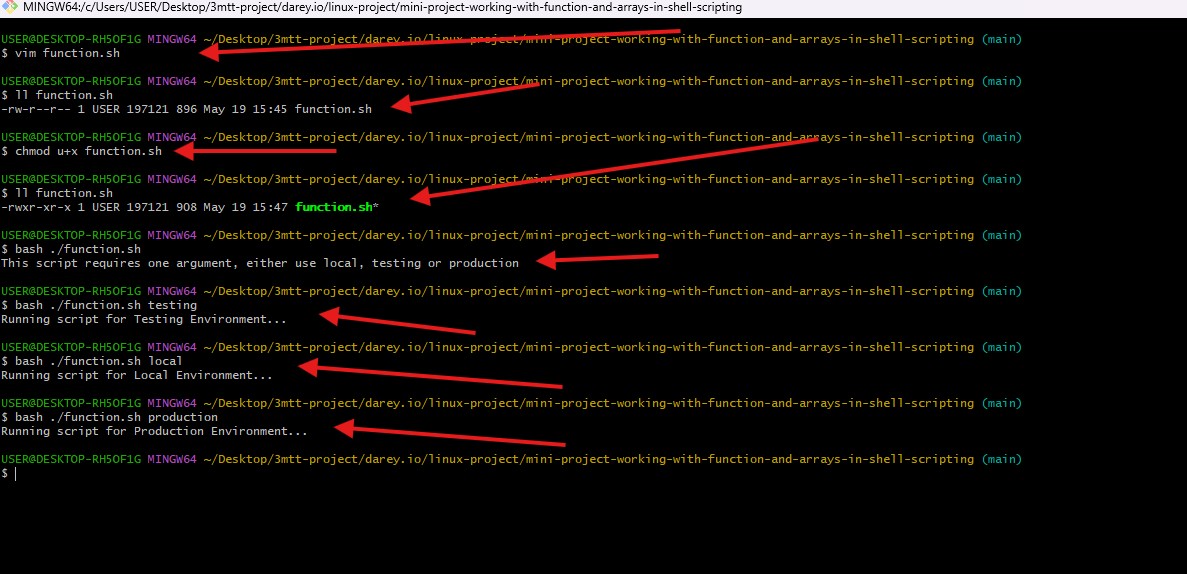 MINGW64:/c/Users/USER/Desktop/3mtt-project/darey.io/linux-project/mini-project-working-with-function-and-arrays-in-shell-scripting
USER@DESKTOP-RH5OF1G MINGW64 ~/Desktop/3mtt-project/darey.io/linux-project/mini-project-working-with-function-and-arrays-in-shell-scripting (main)
$ vim function.sh
USER@DESKTOP-RH5OF1G MINGW64 ~/Desktop/3mtt-project/darey.io/linux-project/mini-project-working-with-function-and-arrays-in-shell-scripting (main)
$ ll function.sh
-rw-r--r-- 1 USER 197121 896 May 19 15:45 function.sh
USER@DESKTOP-RH5OF1G MINGW64 ~/Desktop/3mtt-project/darey.io/linux-project/mini-project-working-with-function-and-arrays-in-shell-scripting (main)
$ chmod u+x function.sh
USER@DESKTOP-RH5OF1G MINGW64 ~/Desktop/3mtt-project/darey.io/linux-project/mini-project-working-with-function-and-arrays-in-shell-scripting (main)
$ ll function.sh
-rwxr-xr-x 1 USER 197121 908 May 19 15:47 function.sh*
USER@DESKTOP-RH5OF1G MINGW64 ~/Desktop/3mtt-project/darey.io/linux-project/mini-project-working-with-function-and-arrays-in-shell-scripting (main)
$ bash ./function.sh
This script requires one argument, either use local, testing or production
USER@DESKTOP-RH5OF1G MINGW64 ~/Desktop/3mtt-project/darey.io/linux-project/mini-project-working-with-function-and-arrays-in-shell-scripting (main)
$ bash ./function.sh testing
Running script for Testing Environment...
USER@DESKTOP-RH5OF1G MINGW64 ~/Desktop/3mtt-project/darey.io/linux-project/mini-project-working-with-function-and-arrays-in-shell-scripting (main)
$ bash ./function.sh local
Running script for Local Environment...
USER@DESKTOP-RH5OF1G MINGW64 ~/Desktop/3mtt-project/darey.io/linux-project/mini-project-working-with-function-and-arrays-in-shell-scripting (main)
$ bash ./function.sh production
Running script for Production Environment...
USER@DESKTOP-RH5OF1G MINGW64 ~/Desktop/3mtt-project/darey.io/linux-project/mini-project-working-with-function-and-arrays-in-shell-scripting (main)
$